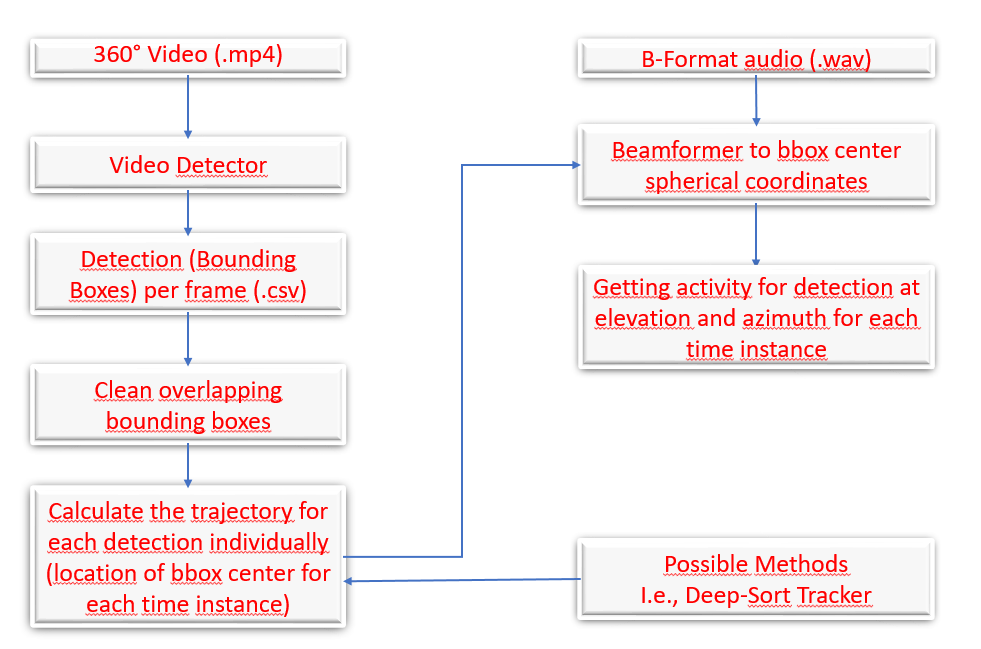 360° Video (.mp4)
Video Detector
Detection (Bounding
Boxes) per frame (.csv)
Clean overlapping
bounding boxes
Calculate the trajectory for
each detection individually
(location of bbox center for
each time instance)
B-Format audio (.wav)
Beamformer to bbox center
spherical coordinates
Getting activity for detection at
elevation and azimuth for each
time instance
Possible Methods
I.e., Deep-Sort Tracker